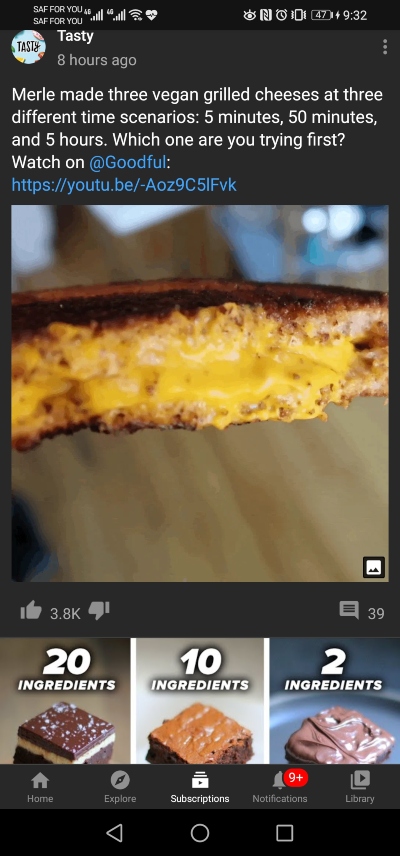 SAF FOR YOU 4G 4G 47 9:32
SAF FOR YOU
TASTY
Tasty
8 hours ago
Merle made three vegan grilled cheeses at three
different time scenarios: 5 minutes, 50 minutes,
and 5 hours. Which one are you trying first?
Watch on @Goodful:
https://youtu.be/-Aoz9C5lFvk
3.8K 39
20 10 2
INGREDIENTS INGREDIENTS INGREDIENTS
9+
Home Explore Subscriptions Notifications Library